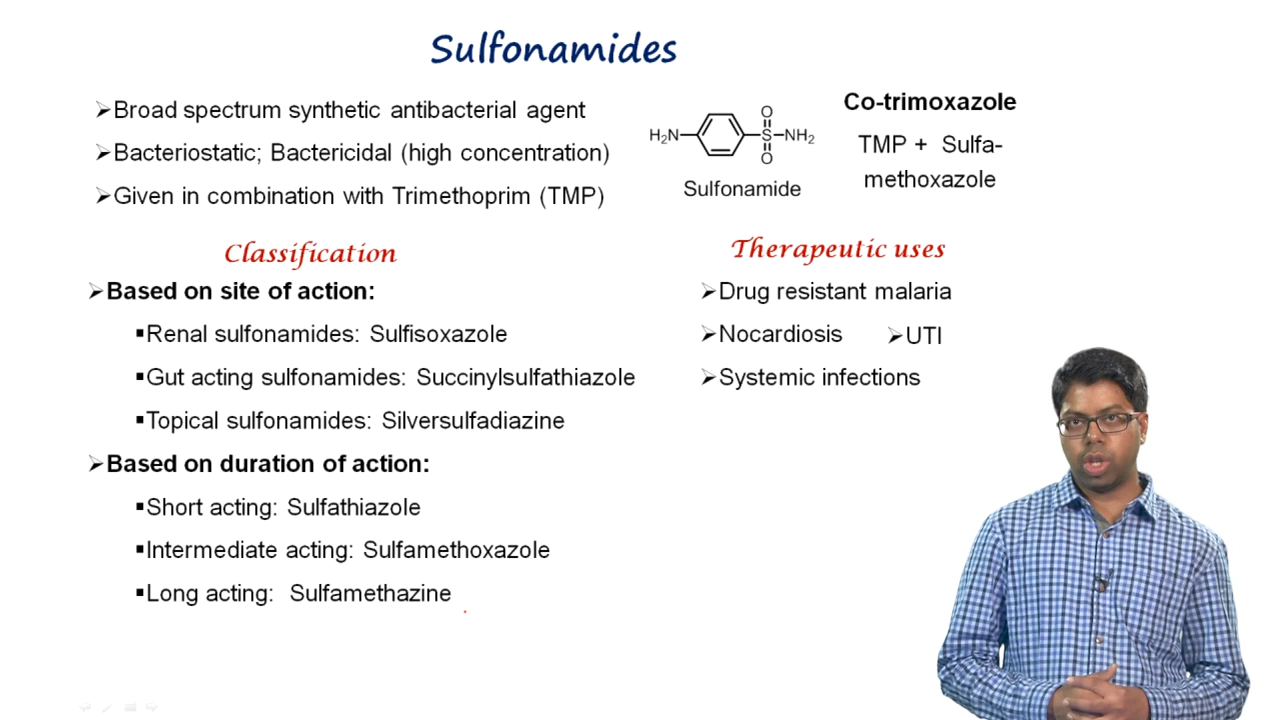 Sulfonamides
➢Broad spectrum synthetic antibacterial agent
➢Bacteriostatic; Bactericidal (high concentration)
➢Given in combination with Trimethoprim (TMP)
H₂N
O
S
NH₂
O
Sulfonamide
Co-trimoxazole
TMP + Sulfa-
methoxazole
Classification
➢Based on site of action:
▪Renal sulfonamides: Sulfisoxazole
▪Gut acting sulfonamides: Succinylsulfathiazole
▪Topical sulfonamides: Silversulfadiazine
➢Based on duration of action:
▪Short acting: Sulfathiazole
▪Intermediate acting: Sulfamethoxazole
▪Long acting: Sulfamethazine
Therapeutic uses
➢Drug resistant malaria
➢Nocardiosis ➢UTI
➢Systemic infections